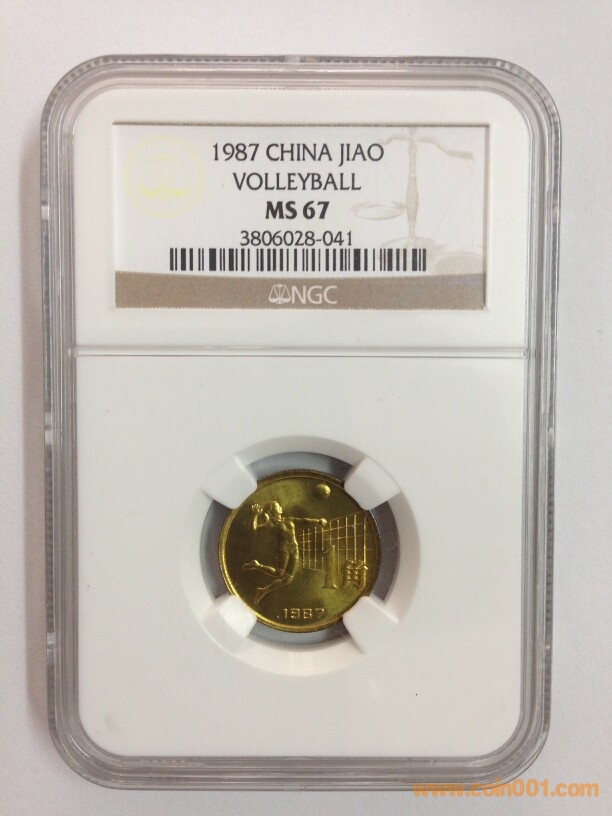 1987 CHINA JIAO
VOLLEYBALL
MS 67
3806028-041
NGC
1角
.1987
www.coin001.com